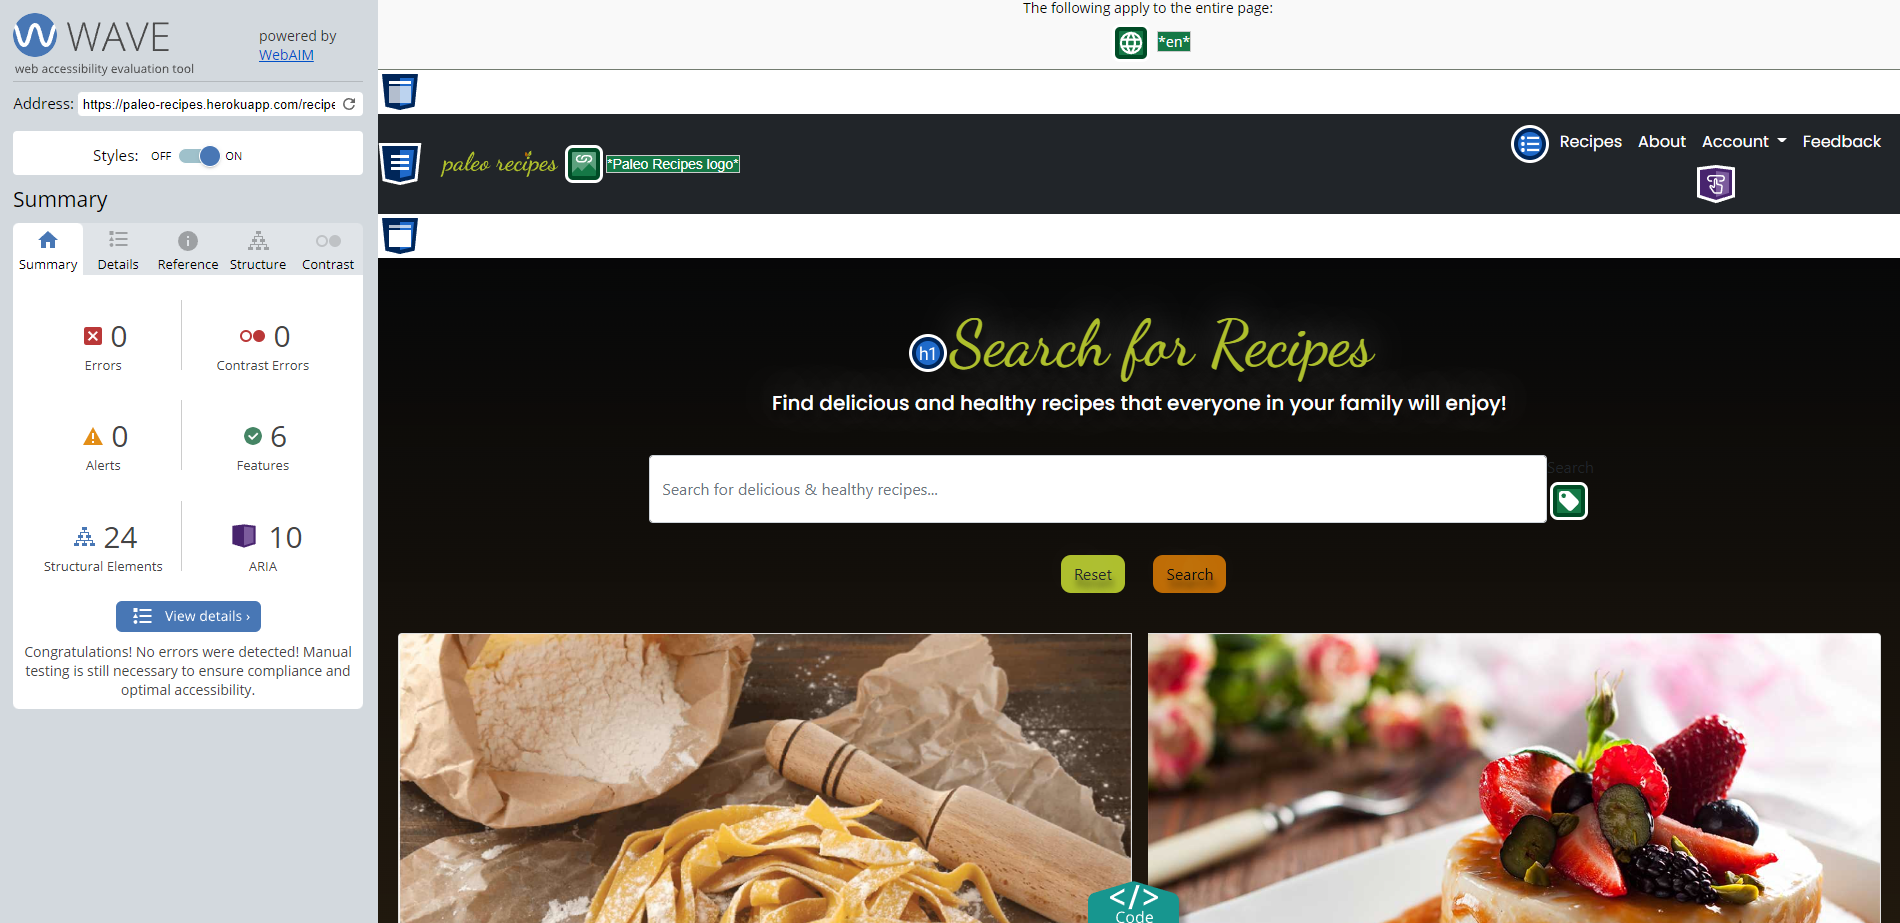 WAVE
web accessibility evaluation tool
powered by
WebAIM
Address: https://paleo-recipes.herokuapp.com/recipe
Styles: OFF ON
Summary
Summary Details Reference Structure Contrast
0
Errors
0
Contrast Errors
0
Alerts
6
Features
24
Structural Elements
10
ARIA
View details ›
Congratulations! No errors were detected! Manual
testing is still necessary to ensure compliance and
optimal accessibility.
The following apply to the entire page:
*en*
paleo recipes *Paleo Recipes logo*
Recipes About Account Feedback
h1 Search for Recipes
Find delicious and healthy recipes that everyone in your family will enjoy!
Search for delicious & healthy recipes...
Search
Reset Search
</>
Code